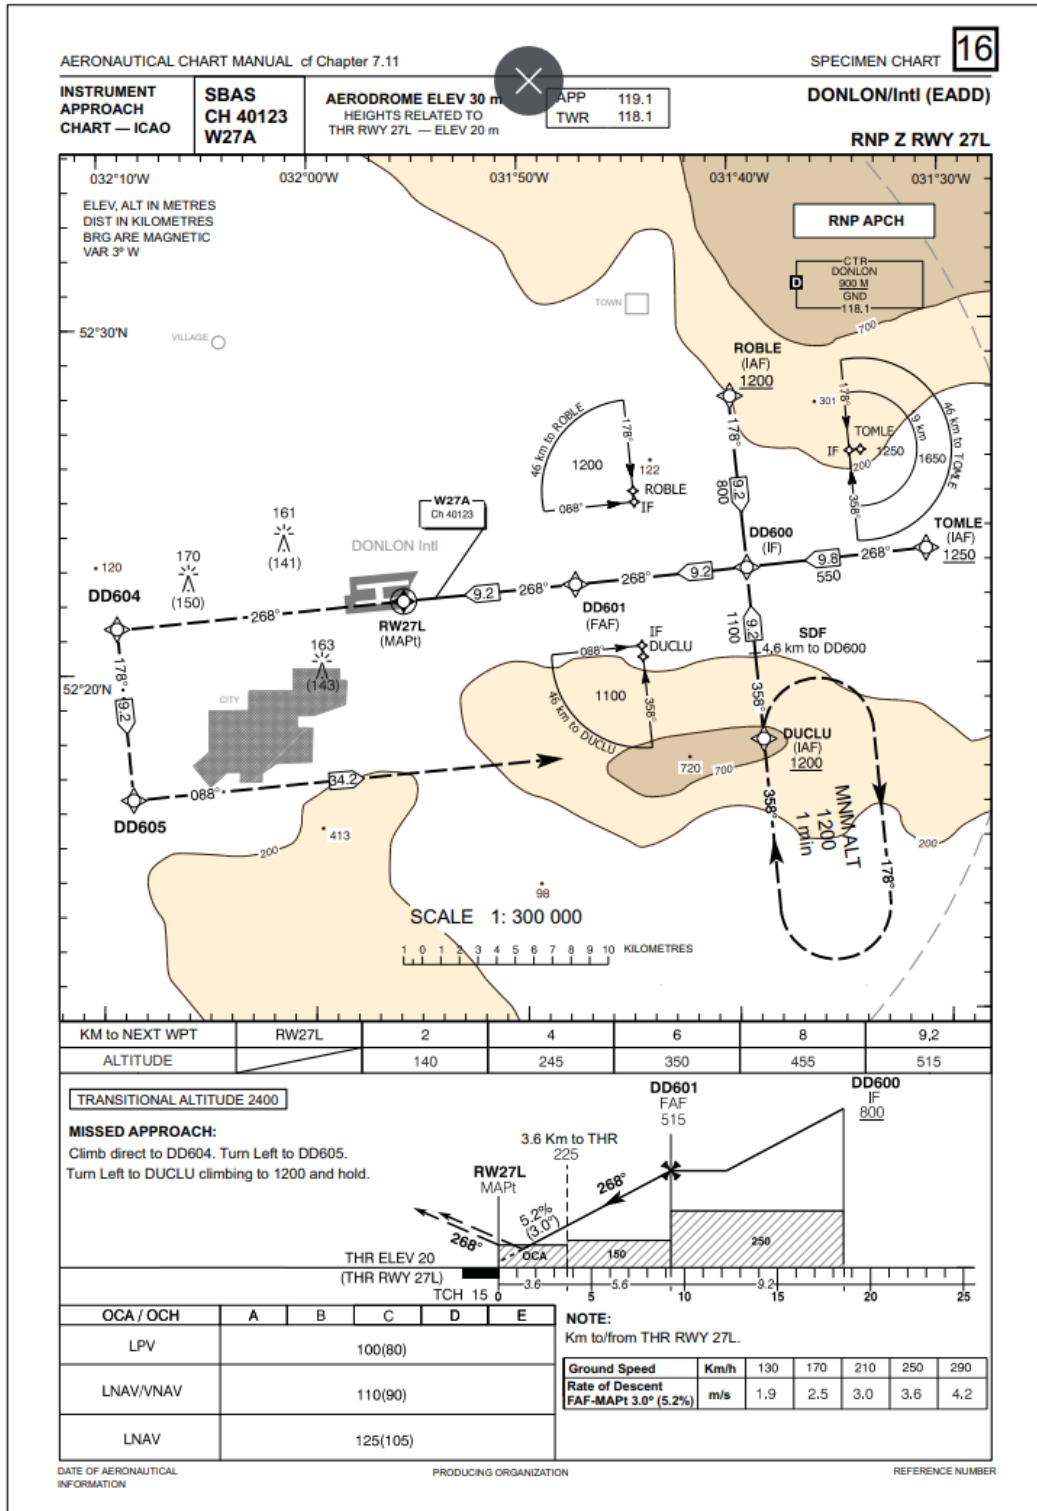 AERONAUTICAL CHART MANUAL cf Chapter 7.11
SPECIMEN CHART 16
INSTRUMENT
APPROACH
CHART — ICAO
SBAS
CH 40123
W27A
AERODROME ELEV 30 m
HEIGHTS RELATED TO
THR RWY 27L — ELEV 20 m
APP 119.1
TWR 118.1
DONLON/Intl (EADD)
RNP Z RWY 27L
032°10'W 032°00'W 031°50'W 031°40'W 031°30'W
ELEV, ALT IN METRES
DIST IN KILOMETRES
BRG ARE MAGNETIC
VAR 3° W
RNP APCH
CTR
DONLON
D 900 M
GND
118.1
700
TOWN
52°30'N
VILLAGE
ROBLE
(IAF)
1200
178°
9.2
800
46 km to ROBLE
178°
1200
122
ROBLE
088°
IF
178°
301
TOMLE
IF
1250
9 km
1650
46 km to TOMLE
200
358°
W27A
Ch 40123
161
(141)
170
(150)
120
DONLON Intl
DD600
(IF)
TOMLE
(IAF)
1250
268°
9.8
550
9.2
268°
268°
9.2
268°
DD604
DD601
(FAF)
RW27L
(MAPt)
268°
9.2
1100
SDF
4,6 km to DD600
163
(143)
IF
DUCLU
088°
1100
358°
46 km to DUCLU
178°
9.2
52°20'N
CITY
358°
DUCLU
(IAF)
1200
720
700
34.2
088°
DD605
358°
MNM ALT
1200
1 min
178°
413
200
200
98
SCALE 1: 300 000
1 0 1 2 3 4 5 6 7 8 9 10 KILOMETRES
KM to NEXT WPT RW27L 2 4 6 8 9,2
ALTITUDE 140 245 350 455 515
TRANSITIONAL ALTITUDE 2400
MISSED APPROACH:
Climb direct to DD604. Turn Left to DD605.
Turn Left to DUCLU climbing to 1200 and hold.
DD601
FAF
515
DD600
IF
800
3.6 Km to THR
225
RW27L
MAPt
268°
5.2%
(3.0°)
268°
OCA
150
250
THR ELEV 20
(THR RWY 27L)
3.6 5.6 9.2
TCH 15 0 5 10 15 20 25
OCA / OCH A B C D E
LPV 100(80)
LNAV/VNAV 110(90)
LNAV 125(105)
NOTE:
Km to/from THR RWY 27L.
Ground Speed Km/h 130 170 210 250 290
Rate of Descent
FAF-MAPt 3.0° (5.2%) m/s 1.9 2.5 3.0 3.6 4.2
DATE OF AERONAUTICAL
INFORMATION
PRODUCING ORGANIZATION
REFERENCE NUMBER